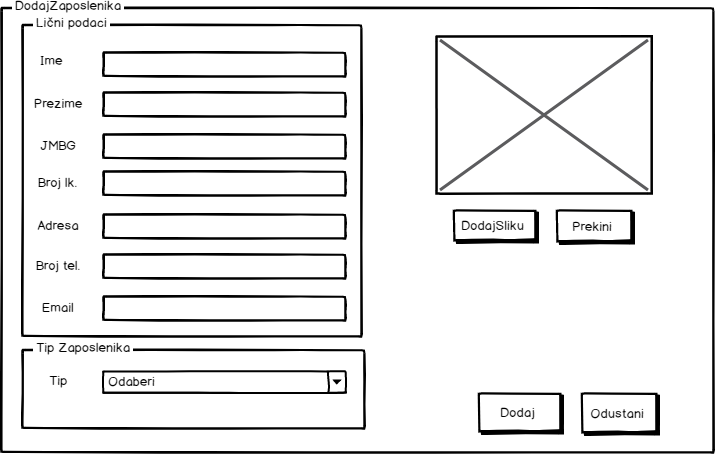 DodajZaposlenika
Lični podaci
Ime
Prezime
JMBG
Broj lk.
Adresa
Broj tel.
Email
DodajSliku
Prekini
Tip Zaposlenika
Tip
Odaberi
Dodaj
Odustani